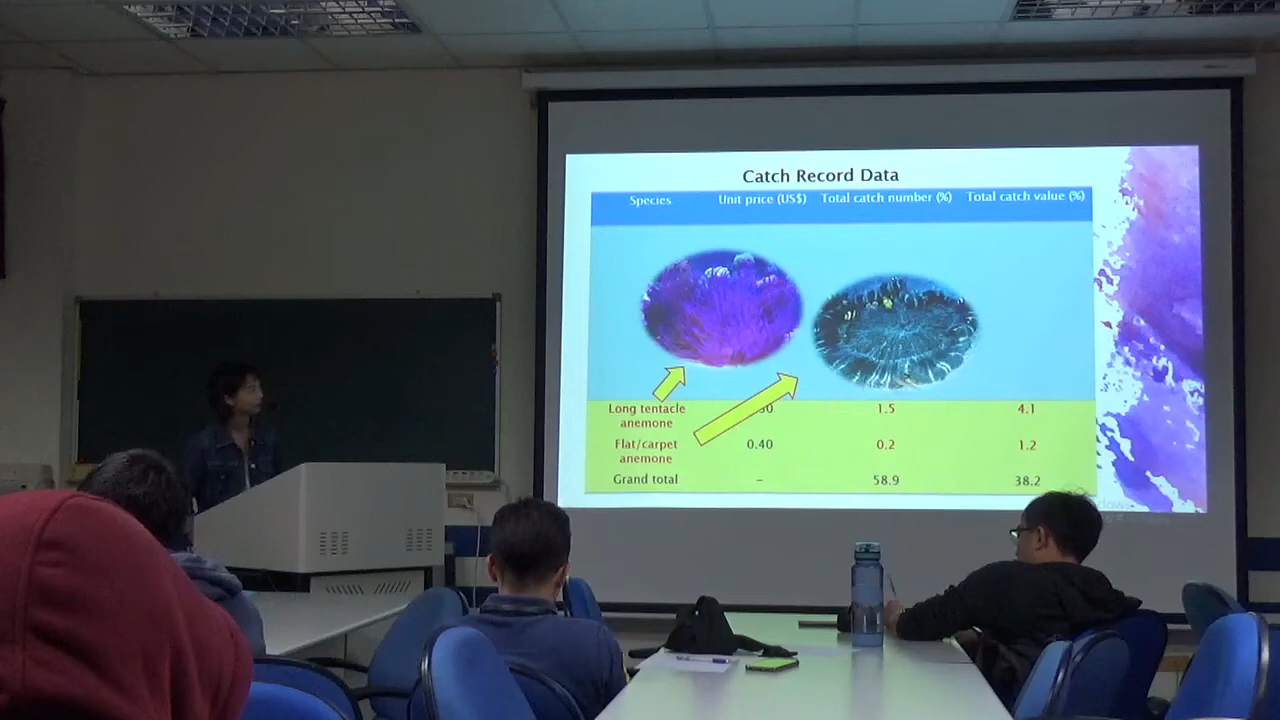 Catch Record Data
Species Unit price (US$) Total catch number (%) Total catch value (%)
Long tentacle anemone 1.5 4.1
Flat/carpet anemone 0.40 0.2 1.2
Grand total – 58.9 38.2